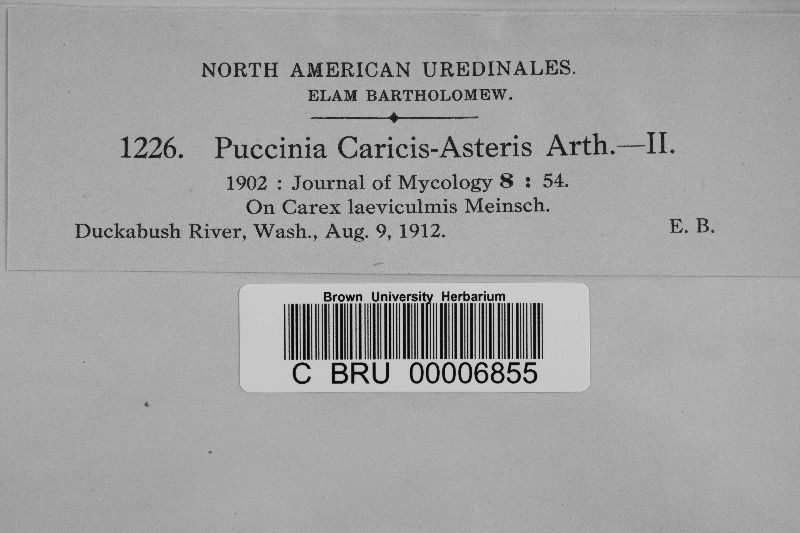 NORTH AMERICAN UREDINALES.
ELAM BARTHOLOMEW.
1226. Puccinia Caricis-Asteris Arth.—II.
1902 : Journal of Mycology 8 : 54.
On Carex laeviculmis Meinsch.
Duckabush River, Wash., Aug. 9, 1912. E. B.
Brown University Herbarium
C BRU 00006855